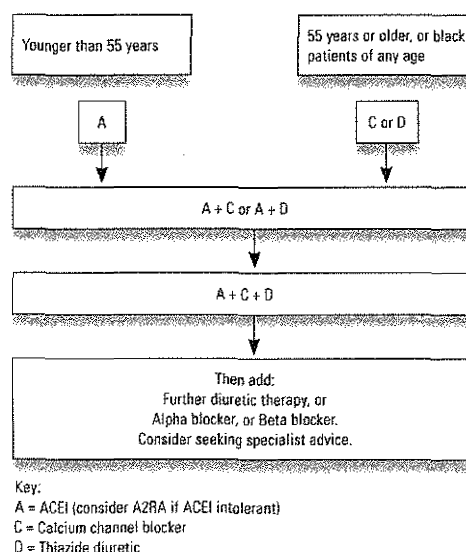 Younger than 55 years
55 years or older, or black
patients of any age
A
C or D
A + C or A + D
A + C + D
Then add:
Further diuretic therapy, or
Alpha blocker, or Beta blocker.
Consider seeking specialist advice.
Key:
A = ACEI (consider A2RA if ACEI intolerant)
C = Calcium channel blocker
D = Thiazide diuretic